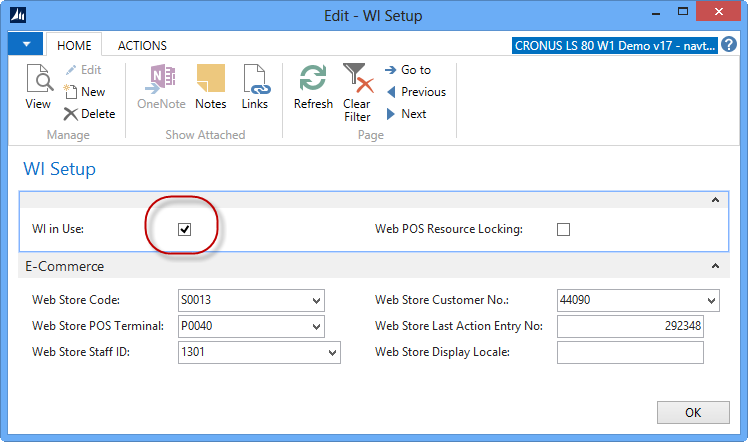 Edit - WI Setup
HOME ACTIONS
CRONUS LS 80 W1 Demo v17 - navt... ?
View
Edit
New
Delete
Manage
OneNote Notes Links
Show Attached
Refresh Clear Filter
Go to
Previous
Next
Page
WI Setup
WI in Use: Web POS Resource Locking:
E-Commerce
Web Store Code: S0013 Web Store Customer No.: 44090
Web Store POS Terminal: P0040 Web Store Last Action Entry No: 292348
Web Store Staff ID: 1301 Web Store Display Locale:
OK